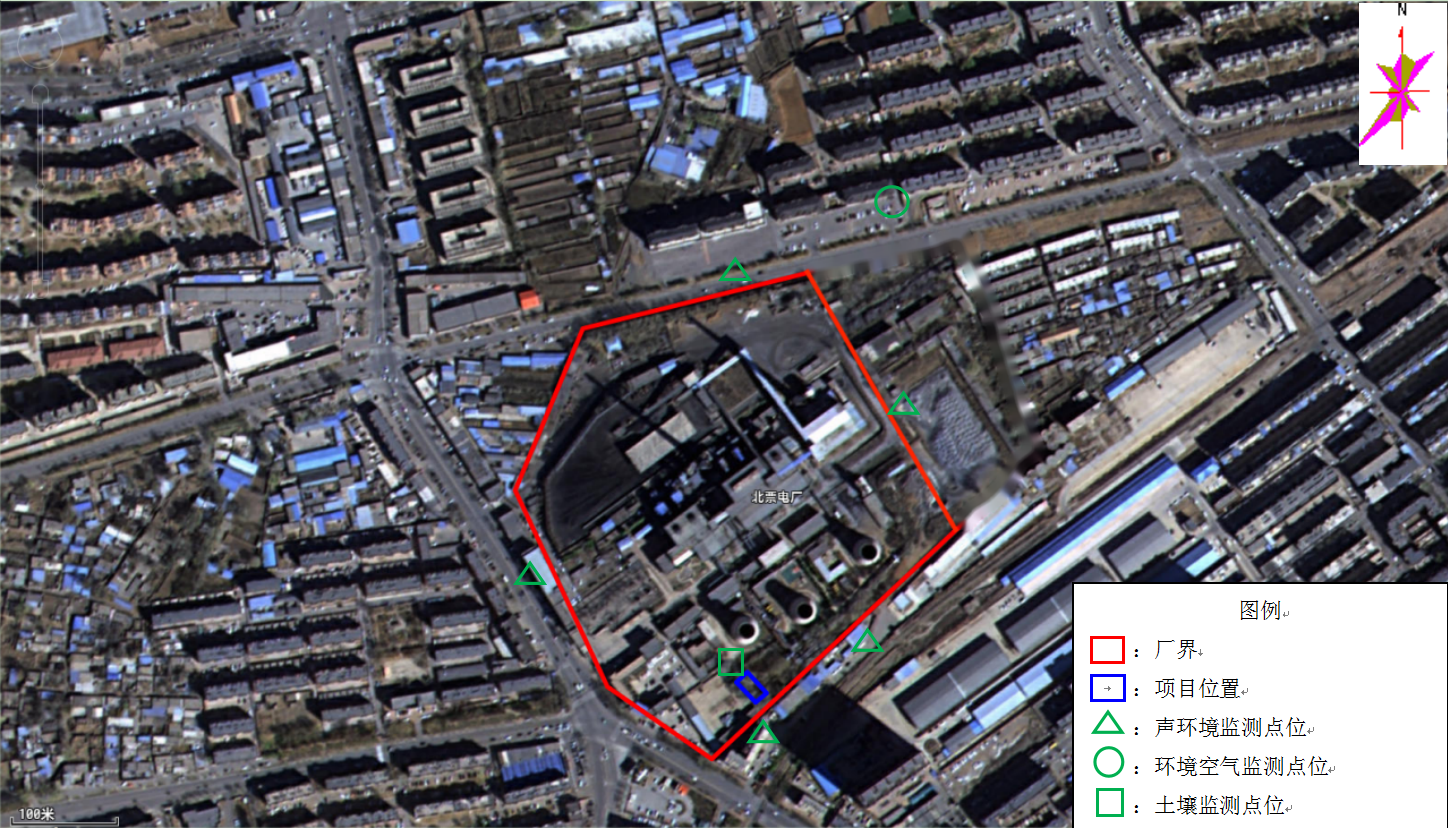 N
北票电厂
图例
：厂界
：项目位置
：声环境监测点位
：环境空气监测点位
：土壤监测点位
100米